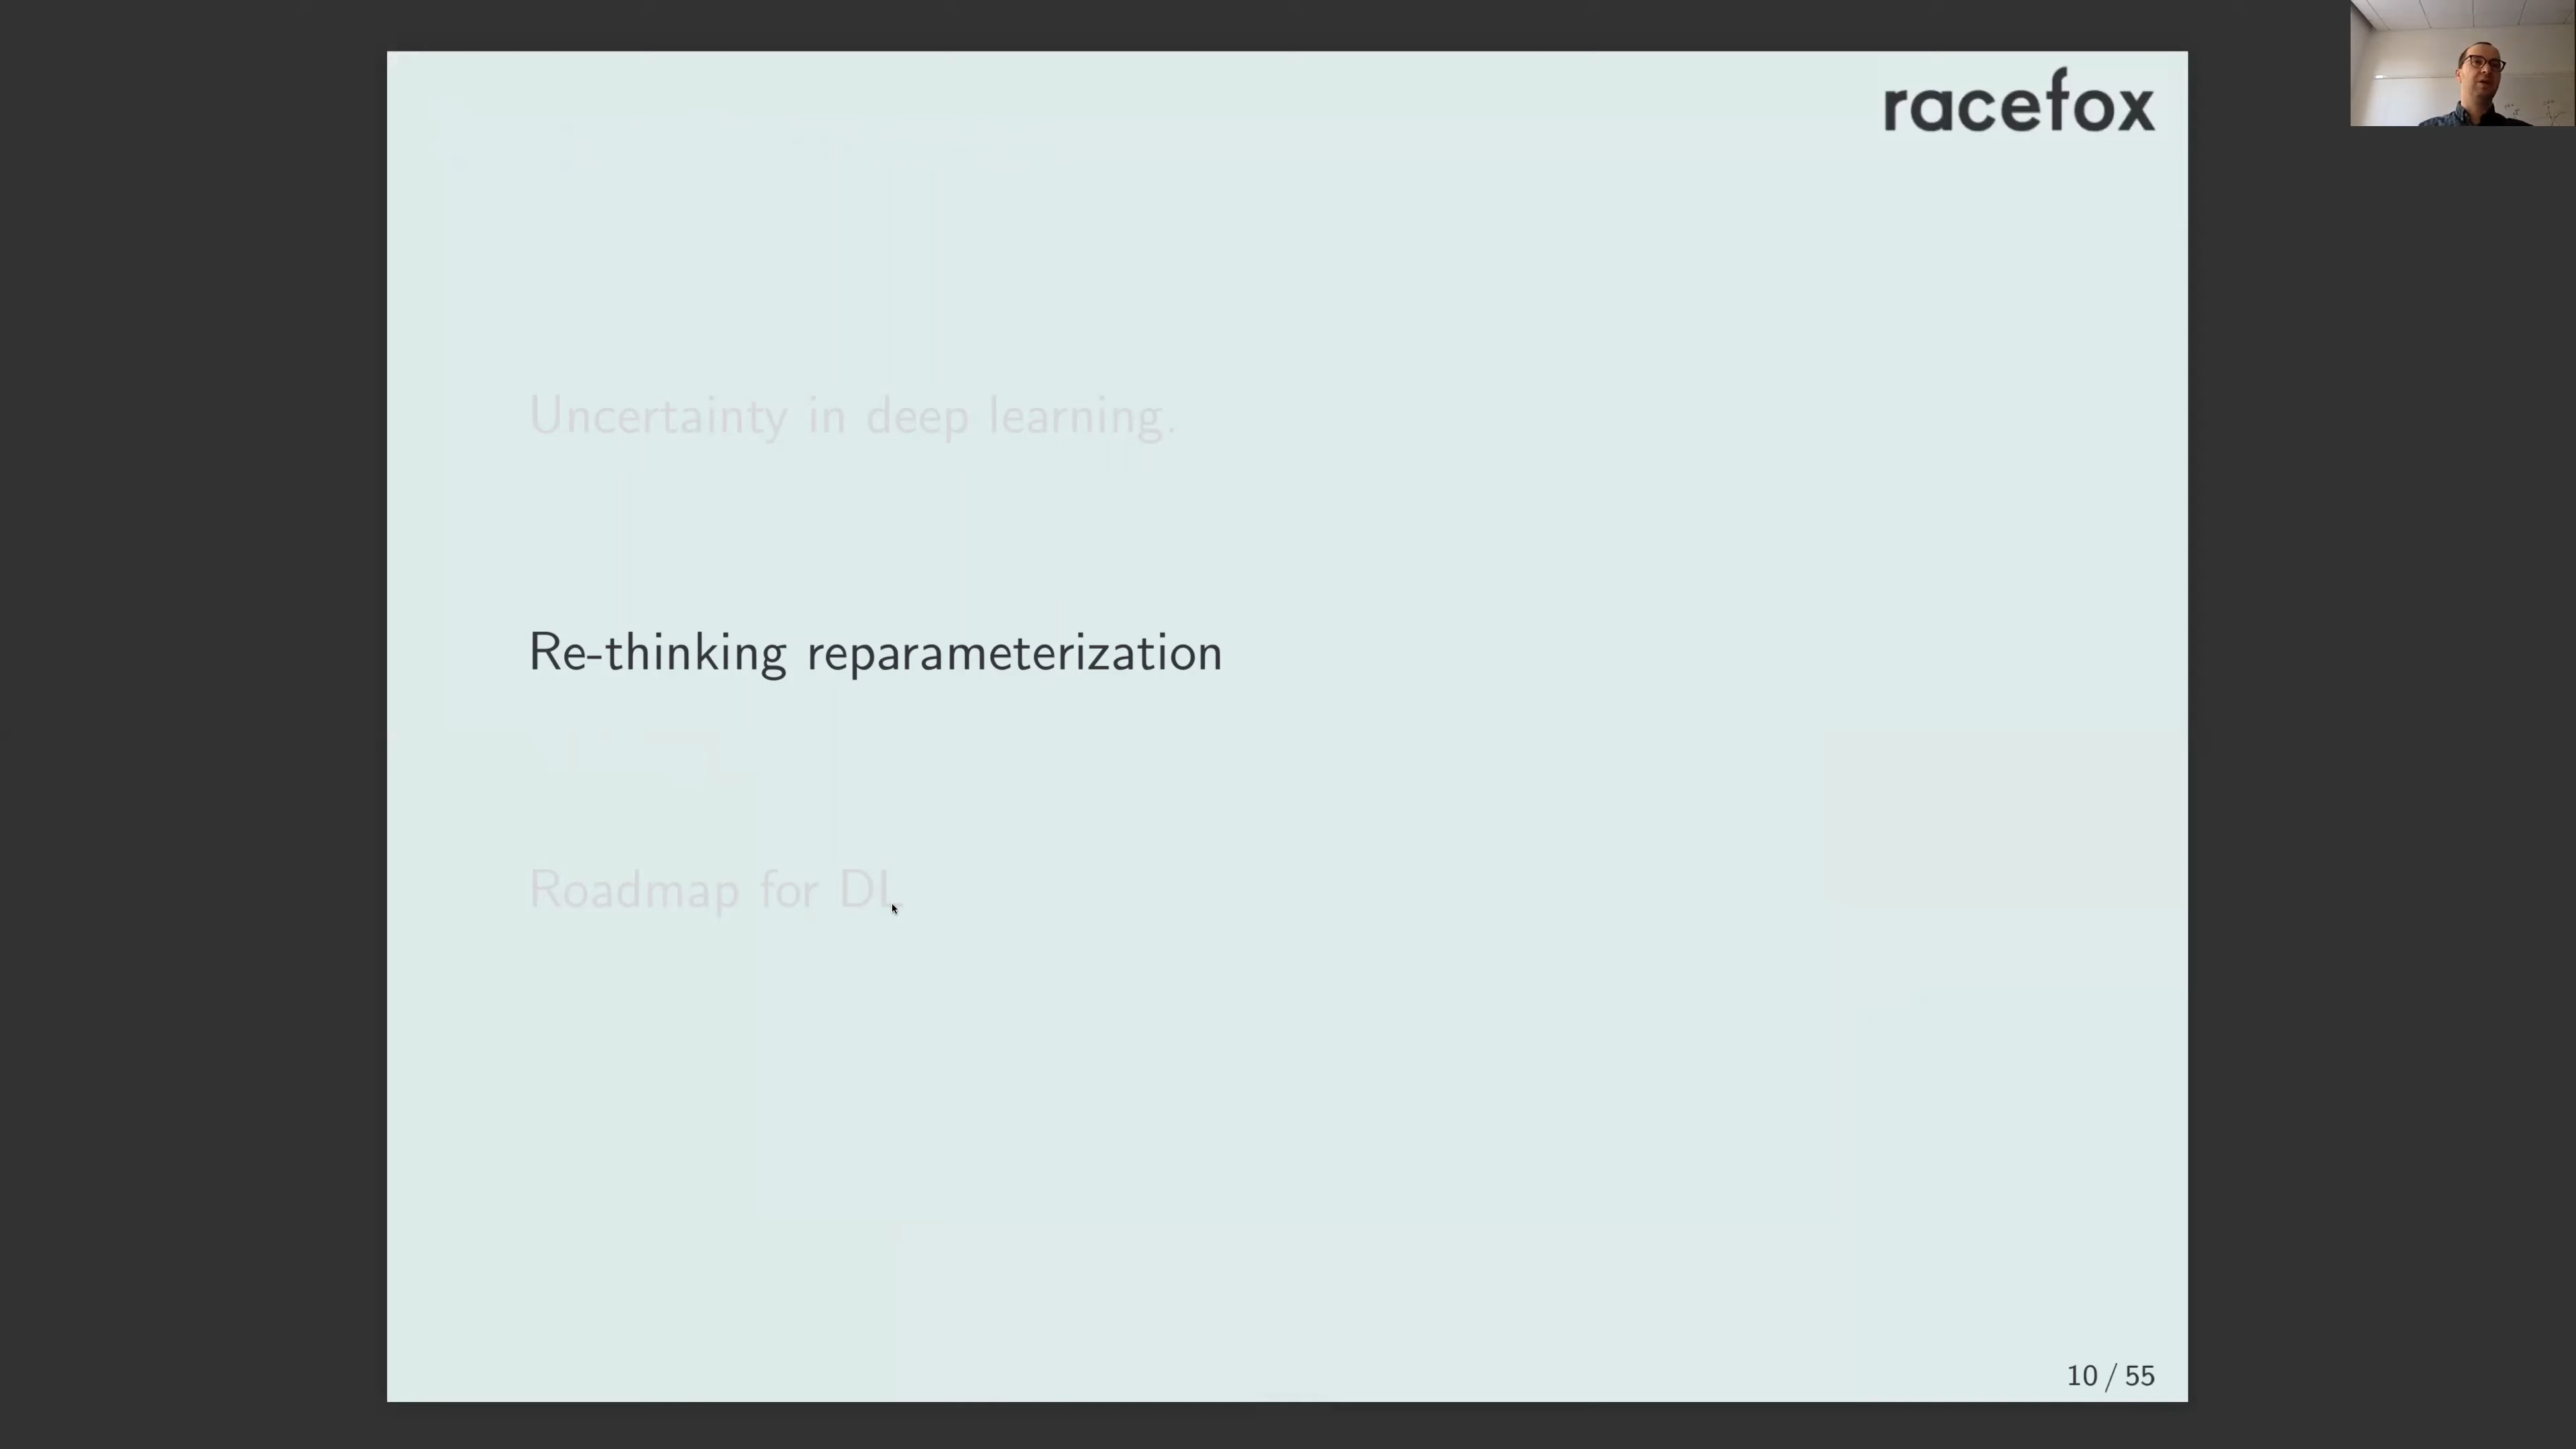 racefox
Uncertainty in deep learning.
Re-thinking reparameterization
Roadmap for DL
10 / 55